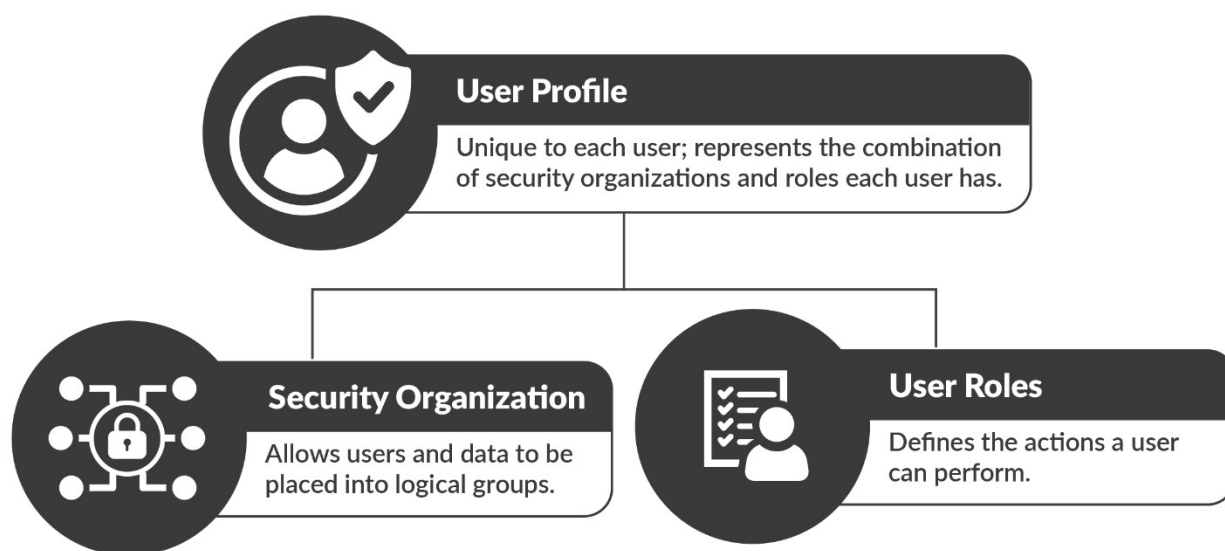 User Profile
Unique to each user; represents the combination
of security organizations and roles each user has.
Security Organization
Allows users and data to be
placed into logical groups.
User Roles
Defines the actions a user
can perform.